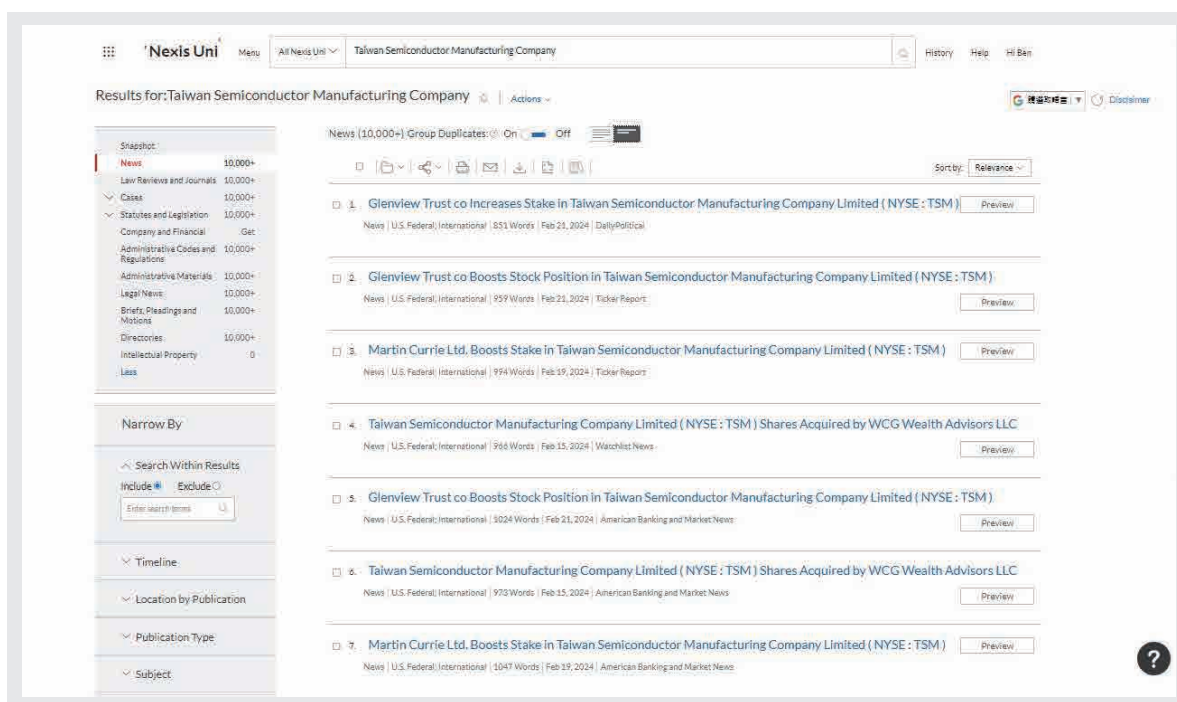 Nexis Uni Menu All Nexis Uni Taiwan Semiconductor Manufacturing Company History Help Hi Ben
Results for:Taiwan Semiconductor Manufacturing Company Actions
Disclaimer
Snapshot
News 10,000+
Law Reviews and Journals 10,000+
Cases 10,000+
Statutes and Legislation 10,000+
Company and Financial Get
Administrative Codes and 10,000+
Regulations
Administrative Materials 10,000+
Legal News 10,000+
Briefs, Pleadings and 10,000+
Motions
Directories 10,000+
Intellectual Property 0
Less
Narrow By
Search Within Results
Include Exclude
Enter search terms
Timeline
Location by Publication
Publication Type
Subject
News (10,000+) Group Duplicates: On Off
Sort by: Relevance
1. Glenview Trust co Increases Stake in Taiwan Semiconductor Manufacturing Company Limited ( NYSE : TSM ) Preview
News | U.S. Federal; International | 851 Words | Feb 21, 2024 | DailyPolitical
2. Glenview Trust co Boosts Stock Position in Taiwan Semiconductor Manufacturing Company Limited ( NYSE : TSM )
News | U.S. Federal; International | 959 Words | Feb 21, 2024 | Ticker Report
Preview
3. Martin Currie Ltd. Boosts Stake in Taiwan Semiconductor Manufacturing Company Limited ( NYSE : TSM ) Preview
News | U.S. Federal; International | 994 Words | Feb 19, 2024 | Ticker Report
4. Taiwan Semiconductor Manufacturing Company Limited ( NYSE : TSM ) Shares Acquired by WCG Wealth Advisors LLC
News | U.S. Federal; International | 966 Words | Feb 15, 2024 | Watchlist News
Preview
5. Glenview Trust co Boosts Stock Position in Taiwan Semiconductor Manufacturing Company Limited ( NYSE : TSM )
News | U.S. Federal; International | 1024 Words | Feb 21, 2024 | American Banking and Market News
Preview
6. Taiwan Semiconductor Manufacturing Company Limited ( NYSE : TSM ) Shares Acquired by WCG Wealth Advisors LLC
News | U.S. Federal; International | 973 Words | Feb 15, 2024 | American Banking and Market News
Preview
7. Martin Currie Ltd. Boosts Stake in Taiwan Semiconductor Manufacturing Company Limited ( NYSE : TSM ) Preview
News | U.S. Federal; International | 1047 Words | Feb 19, 2024 | American Banking and Market News
?